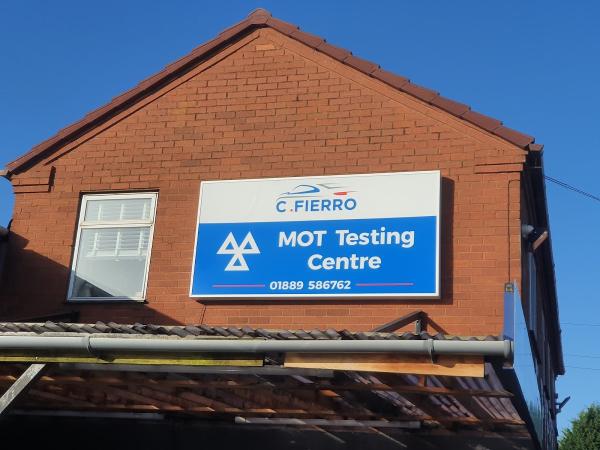 C.FIERRO
MOT Testing
Centre
01889 586762